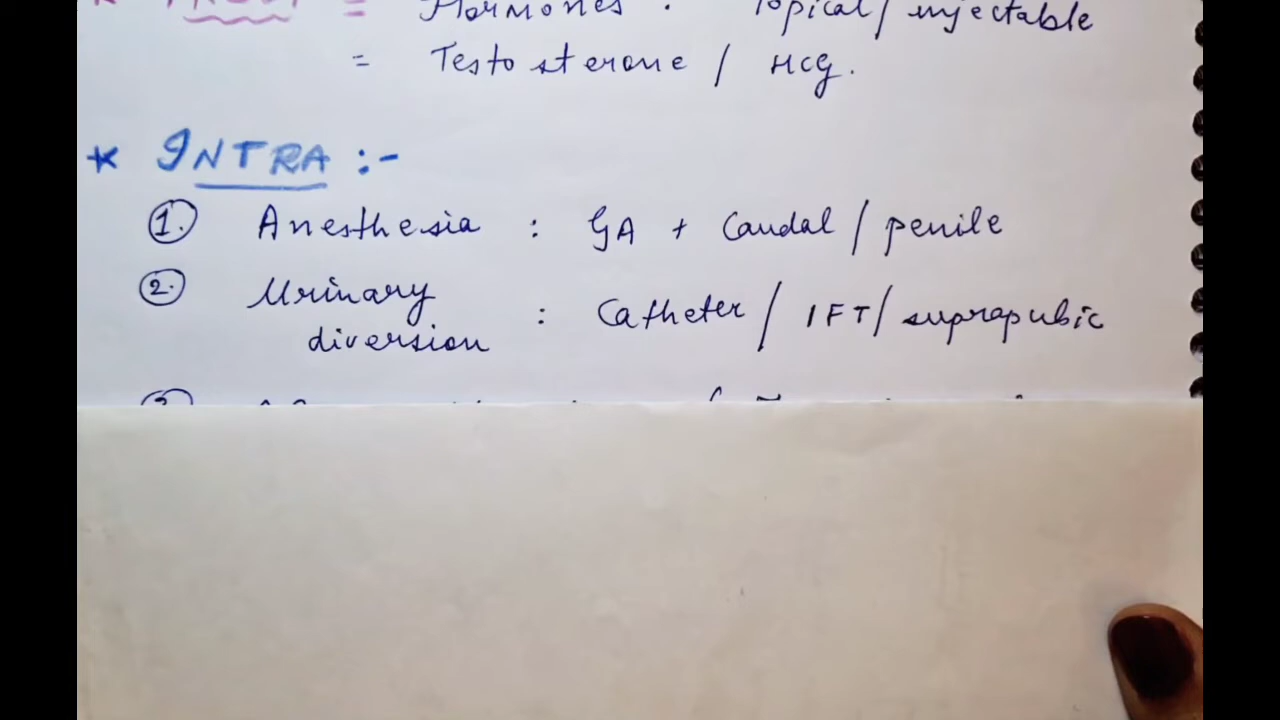 = Hormones : Topical / injectable
= Testosterone / HCG.
* INTRA :-
1. Anesthesia : GA + Caudal / penile
2. Urinary diversion : Catheter / IFT / suprapubic